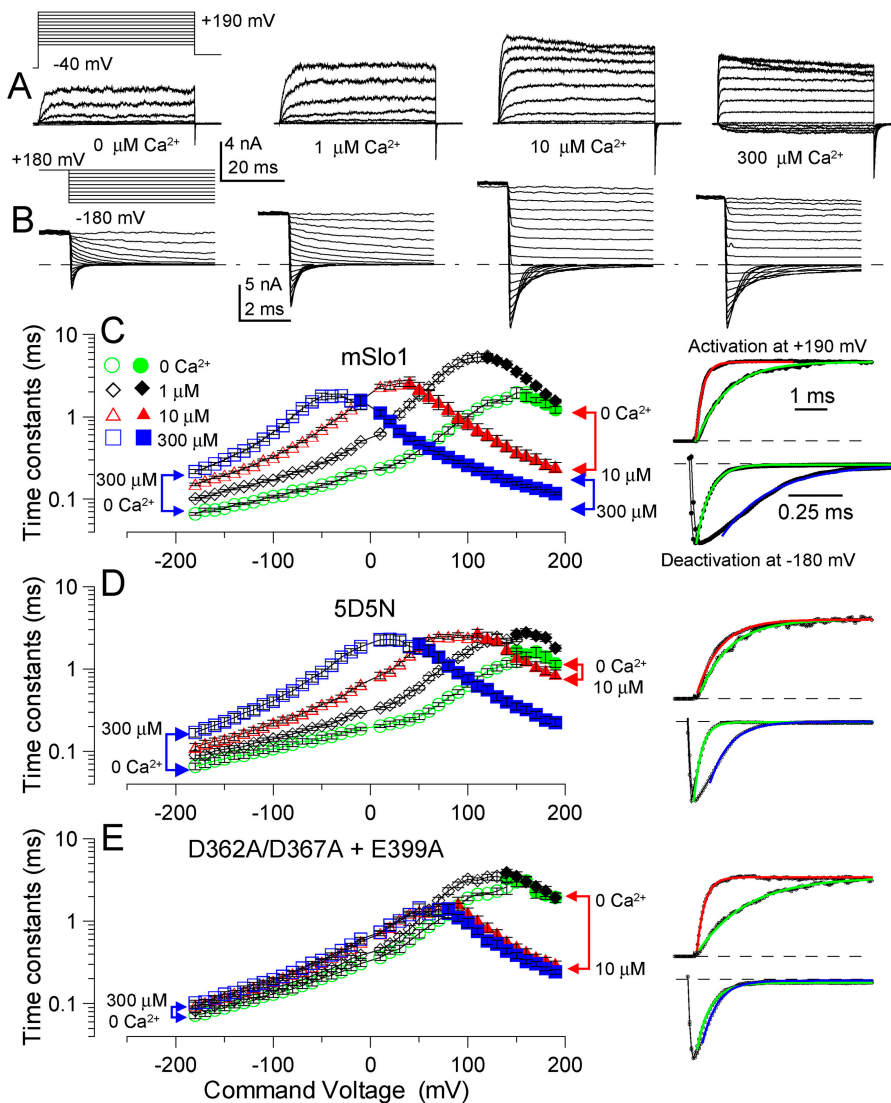 +190 mV
-40 mV
A
0 μM Ca²⁺
1 μM Ca²⁺
10 μM Ca²⁺
300 μM Ca²⁺
4 nA
20 ms
+180 mV
-180 mV
B
5 nA
2 ms
C
mSlo1
Time constants (ms)
10
1
0.1
0 Ca²⁺
1 μM
10 μM
300 μM
300 μM
0 Ca²⁺
0 Ca²⁺
10 μM
300 μM
-200
-100
0
100
200
Activation at +190 mV
1 ms
0.25 ms
Deactivation at -180 mV
D
5D5N
Time constants (ms)
10
1
0.1
300 μM
0 Ca²⁺
0 Ca²⁺
10 μM
-200
-100
0
100
200
E
D362A/D367A + E399A
Time constants (ms)
10
1
0.1
300 μM
0 Ca²⁺
0 Ca²⁺
10 μM
-200
-100
0
100
200
Command Voltage (mV)